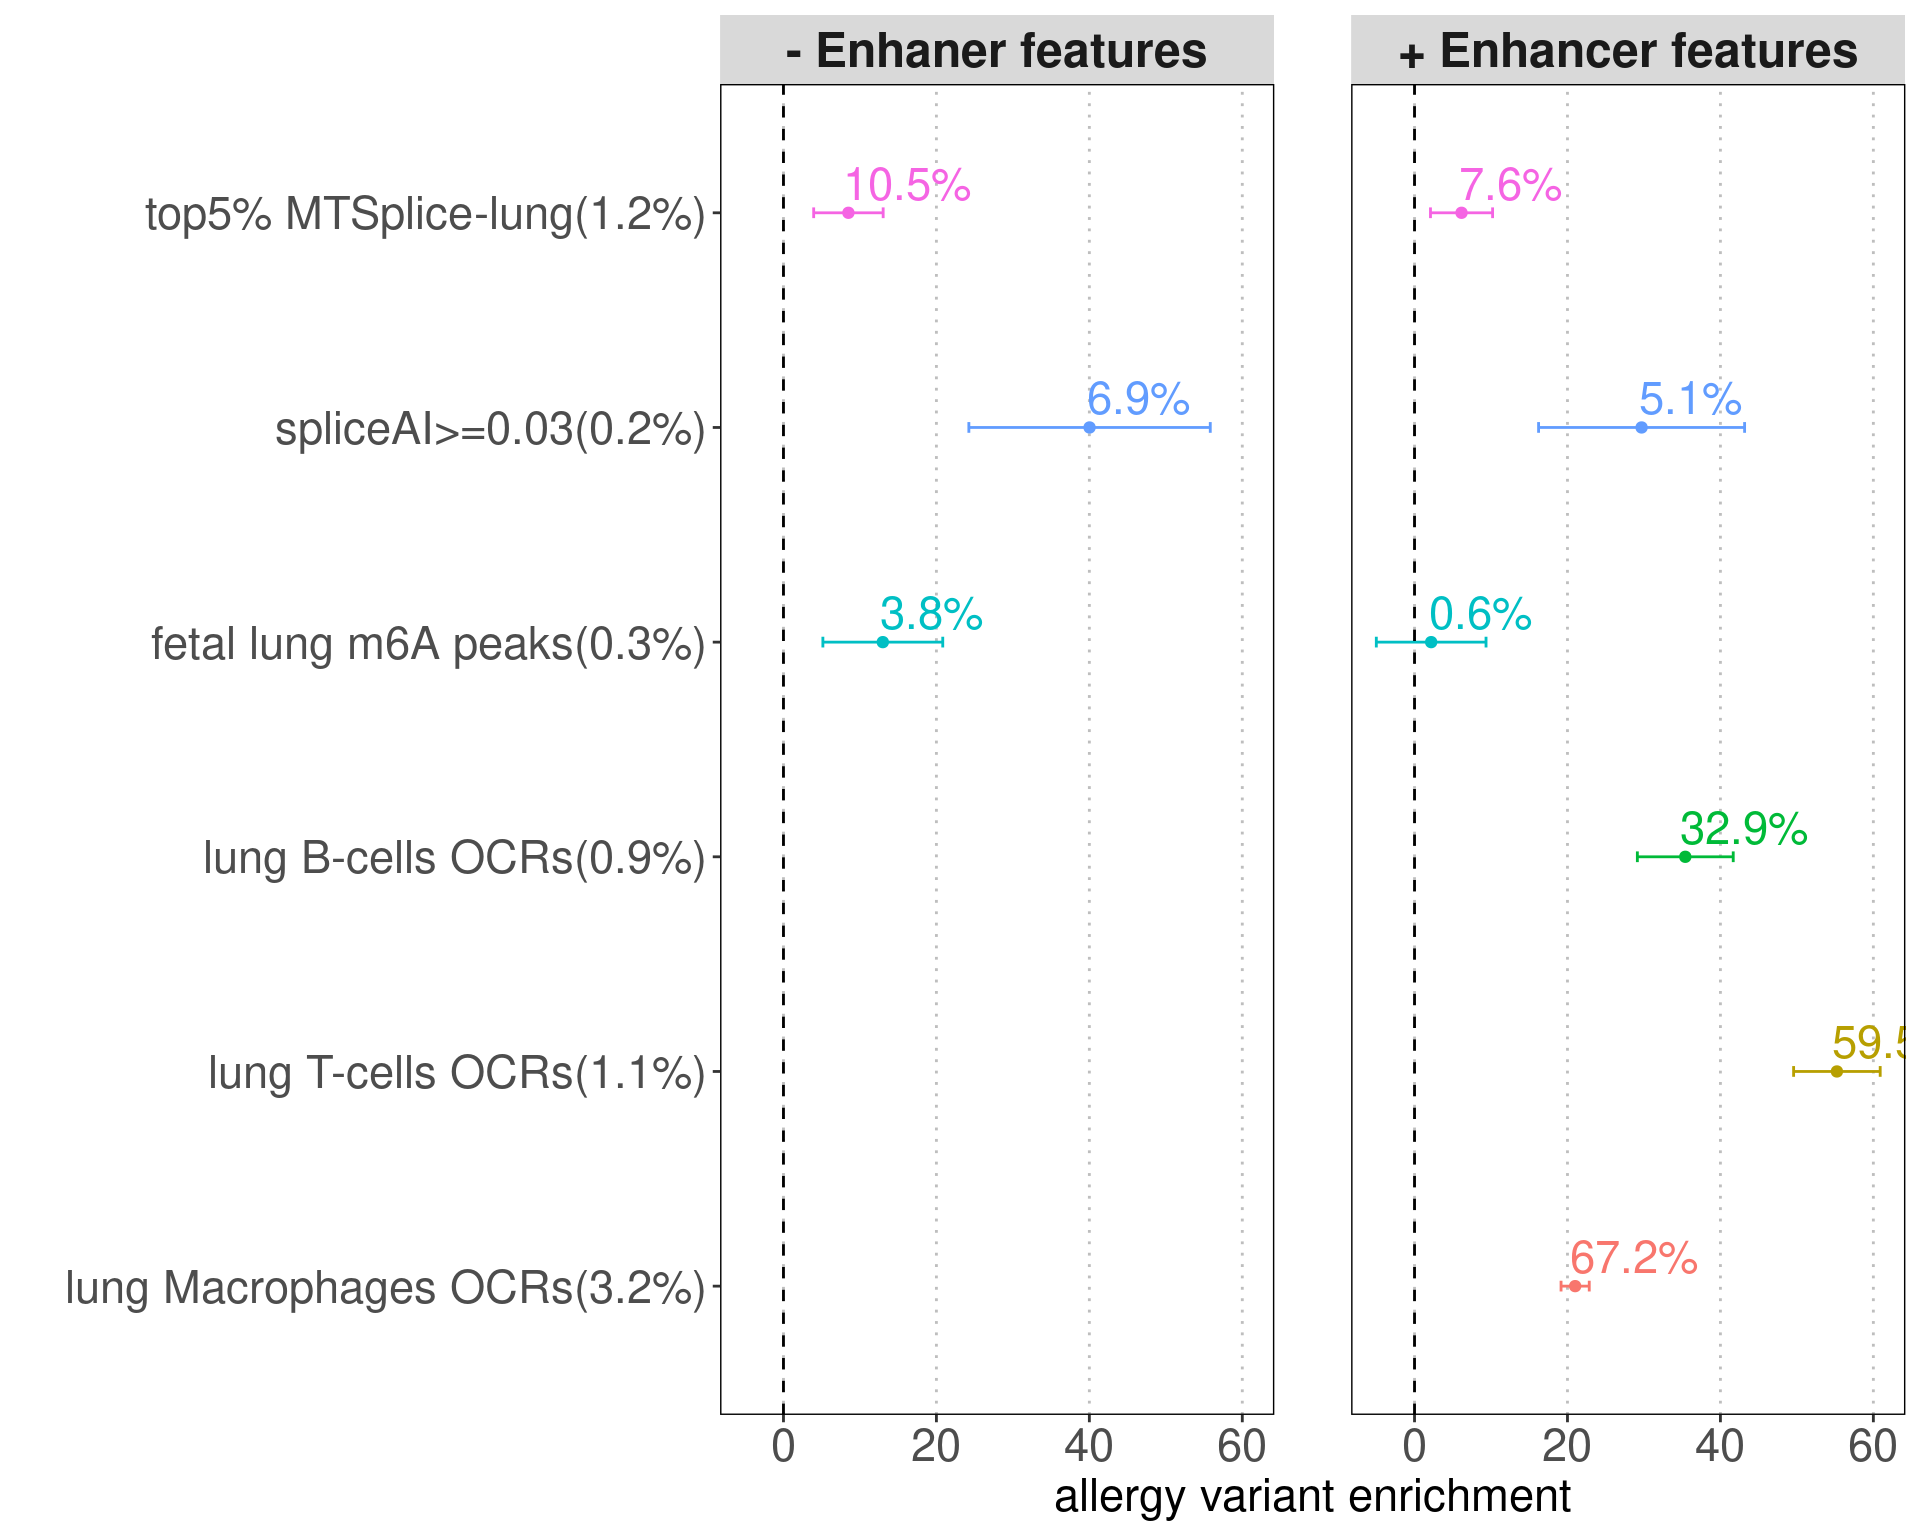 - Enhaner features
+ Enhancer features
top5% MTSplice-lung(1.2%)
10.5%
7.6%
spliceAI>=0.03(0.2%)
6.9%
5.1%
fetal lung m6A peaks(0.3%)
3.8%
0.6%
lung B-cells OCRs(0.9%)
32.9%
lung T-cells OCRs(1.1%)
59.5
lung Macrophages OCRs(3.2%)
67.2%
0 20 40 60
0 20 40 60
allergy variant enrichment